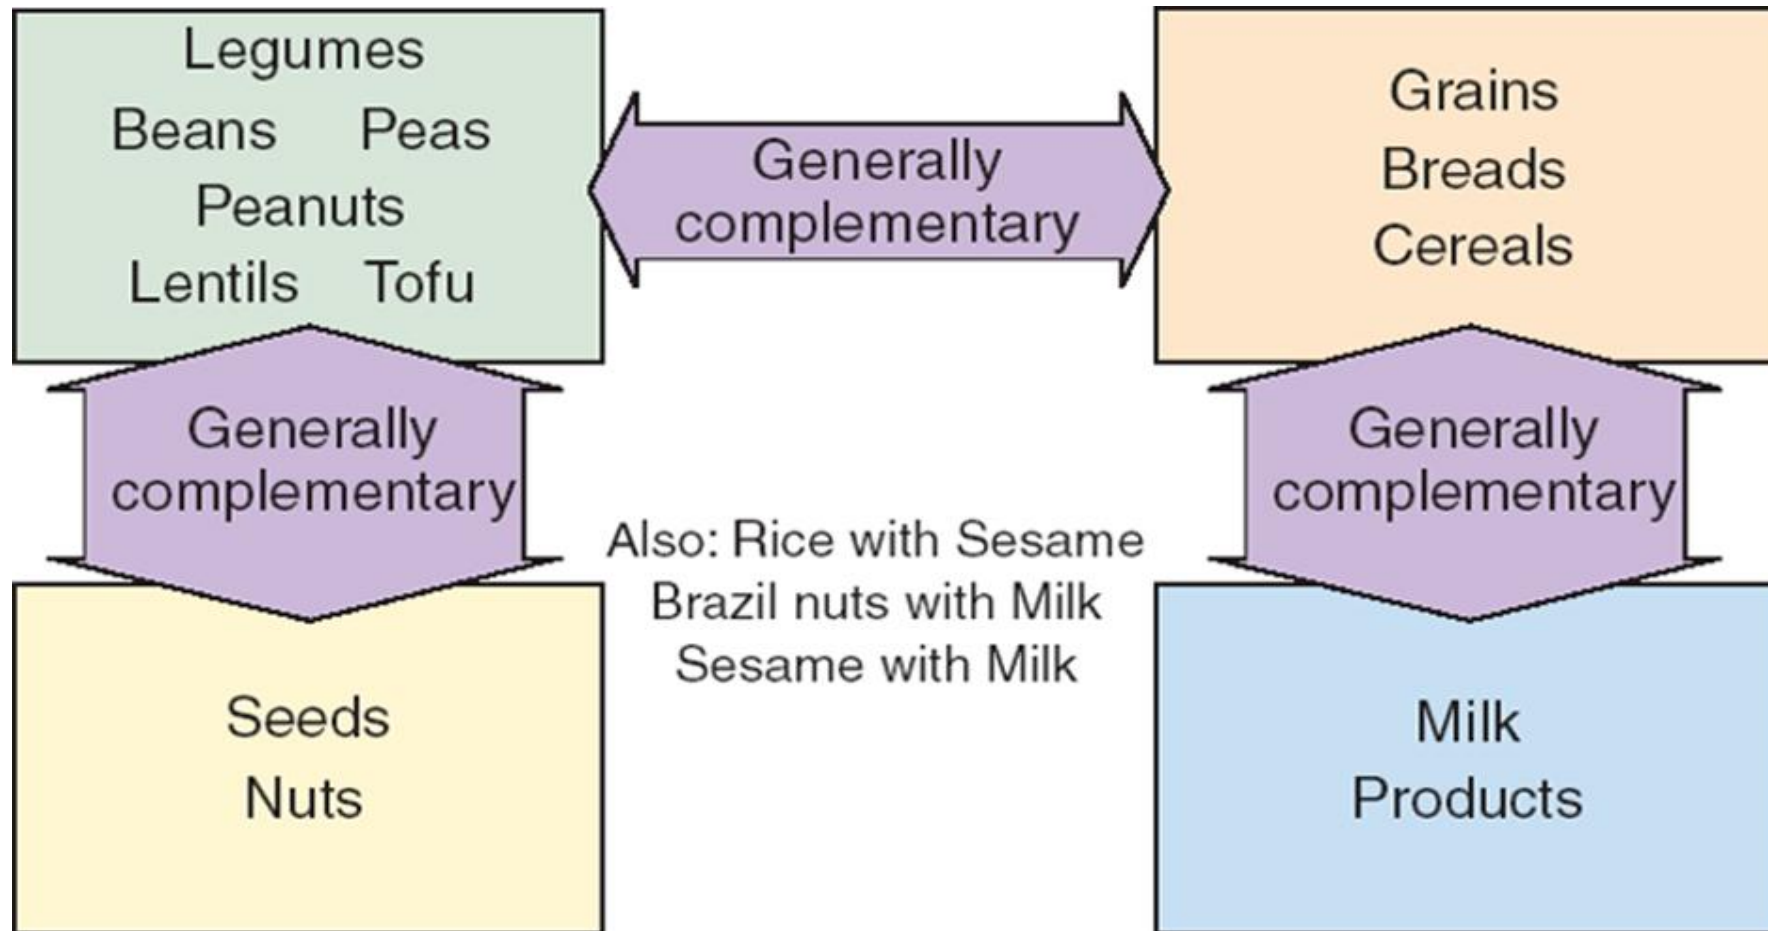 Legumes
Beans Peas
Peanuts
Lentils Tofu
Generally
complementary
Grains
Breads
Cereals
Generally
complementary
Generally
complementary
Also: Rice with Sesame
Brazil nuts with Milk
Sesame with Milk
Seeds
Nuts
Milk
Products